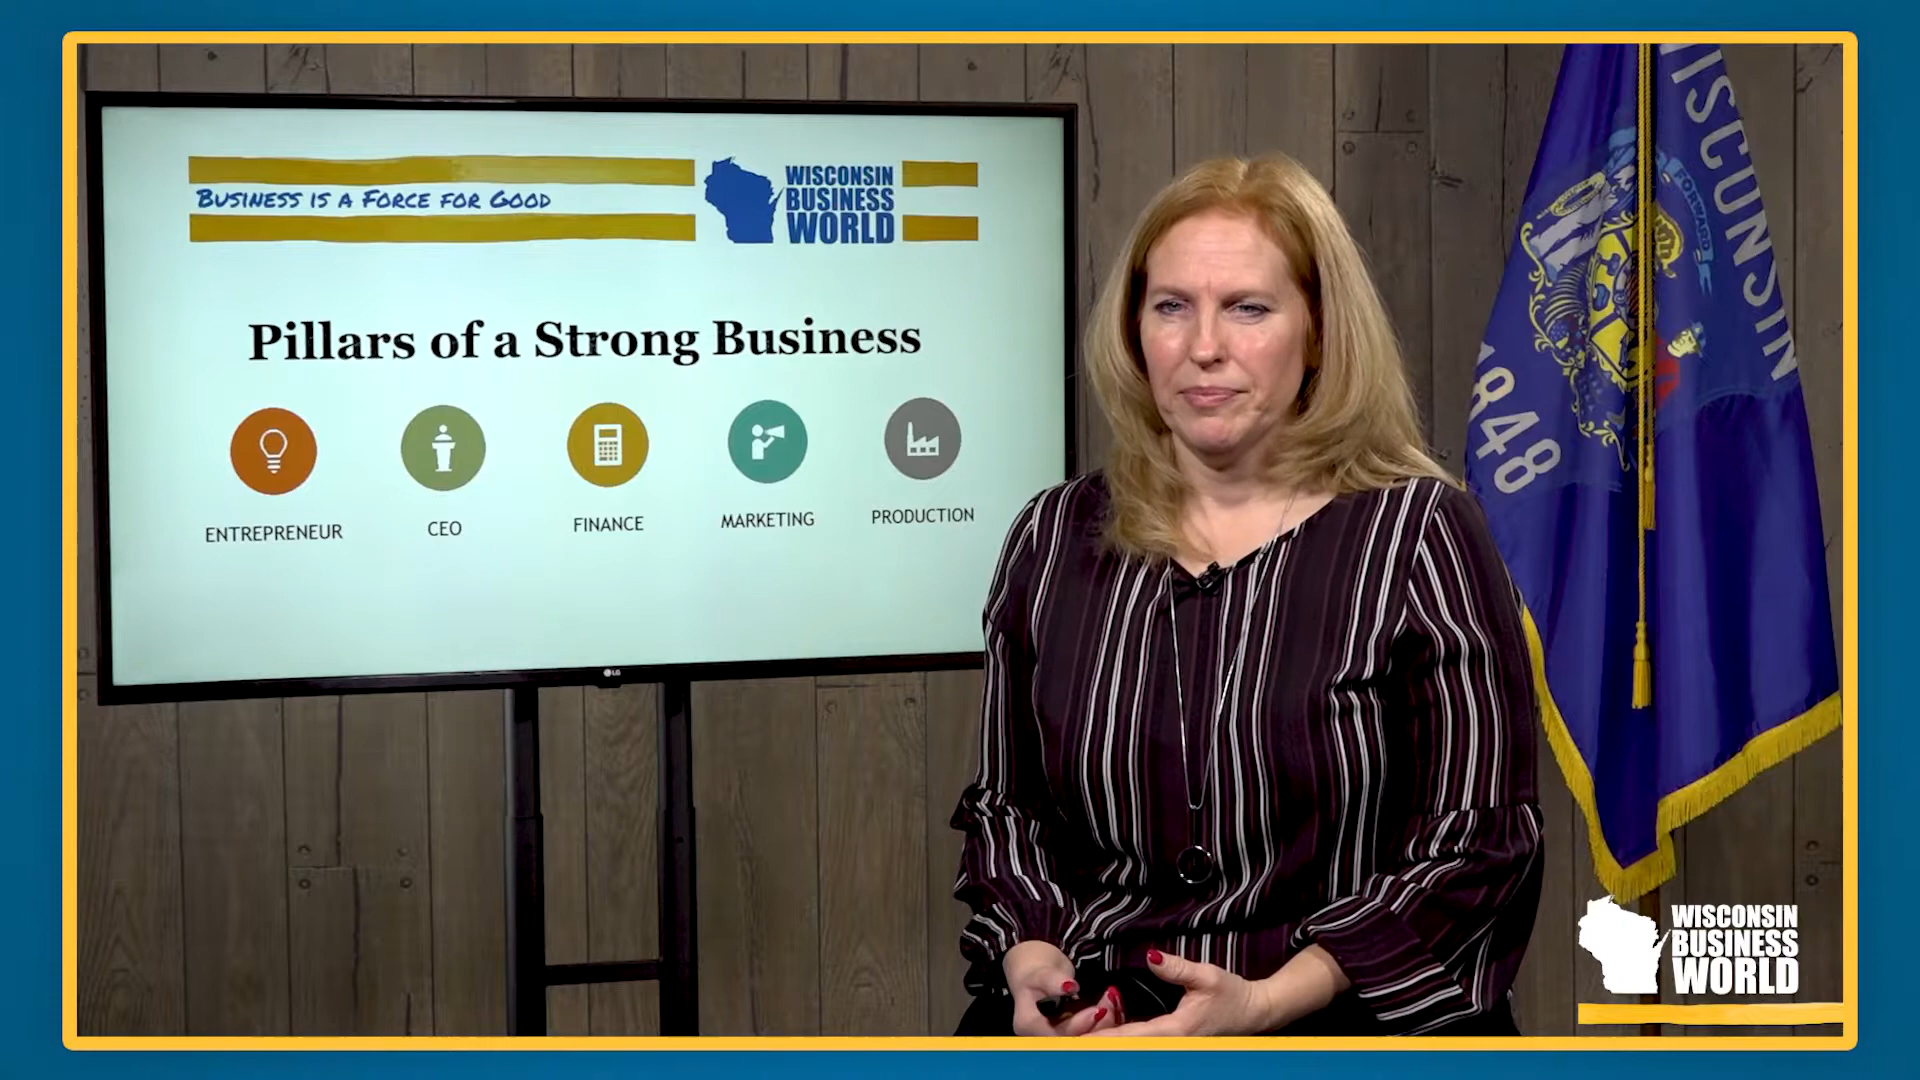 BUSINESS IS A FORCE FOR GOOD
WISCONSIN
BUSINESS
WORLD
Pillars of a Strong Business
ENTREPRENEUR
CEO
FINANCE
MARKETING
PRODUCTION
LG
WISCONSIN
FORWARD
1848
WISCONSIN
BUSINESS
WORLD